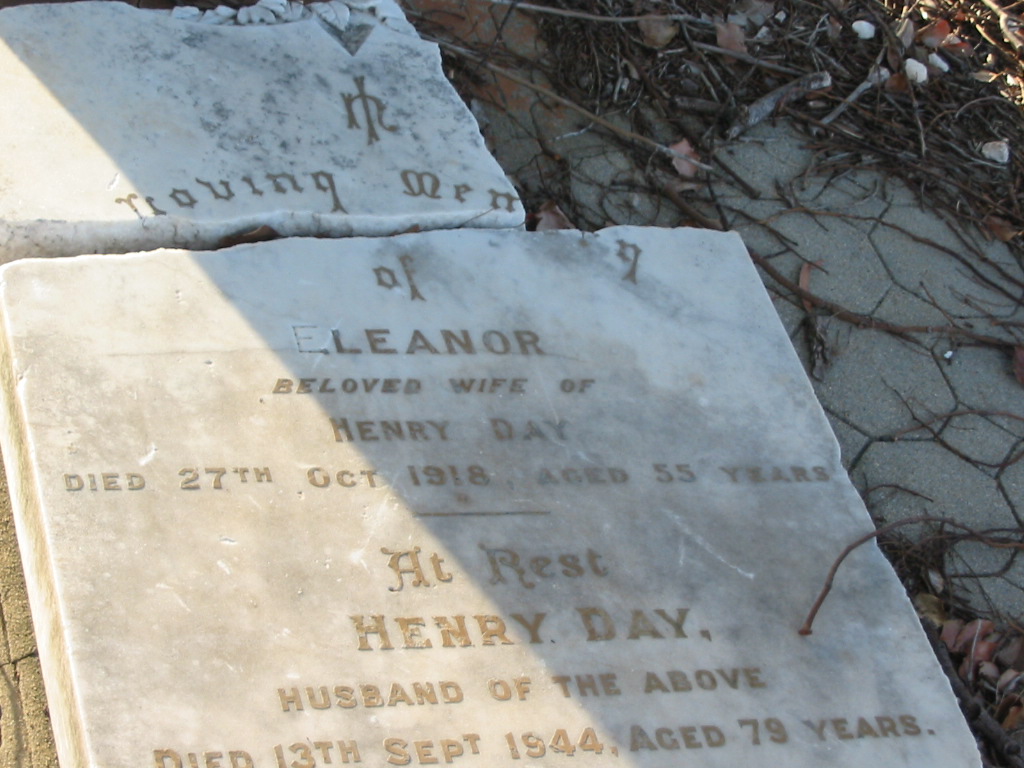 IHS
Loving Mem
of
ELEANOR
BELOVED WIFE OF
HENRY DAY
DIED 27TH OCT 1918, AGED 55 YEARS
At Rest
HENRY DAY,
HUSBAND OF THE ABOVE
DIED 13TH SEPT 1944, AGED 79 YEARS.